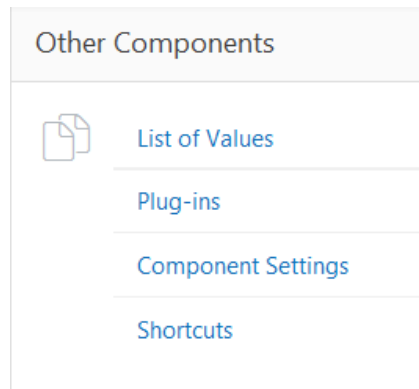 Other Components
List of Values
Plug-ins
Component Settings
Shortcuts